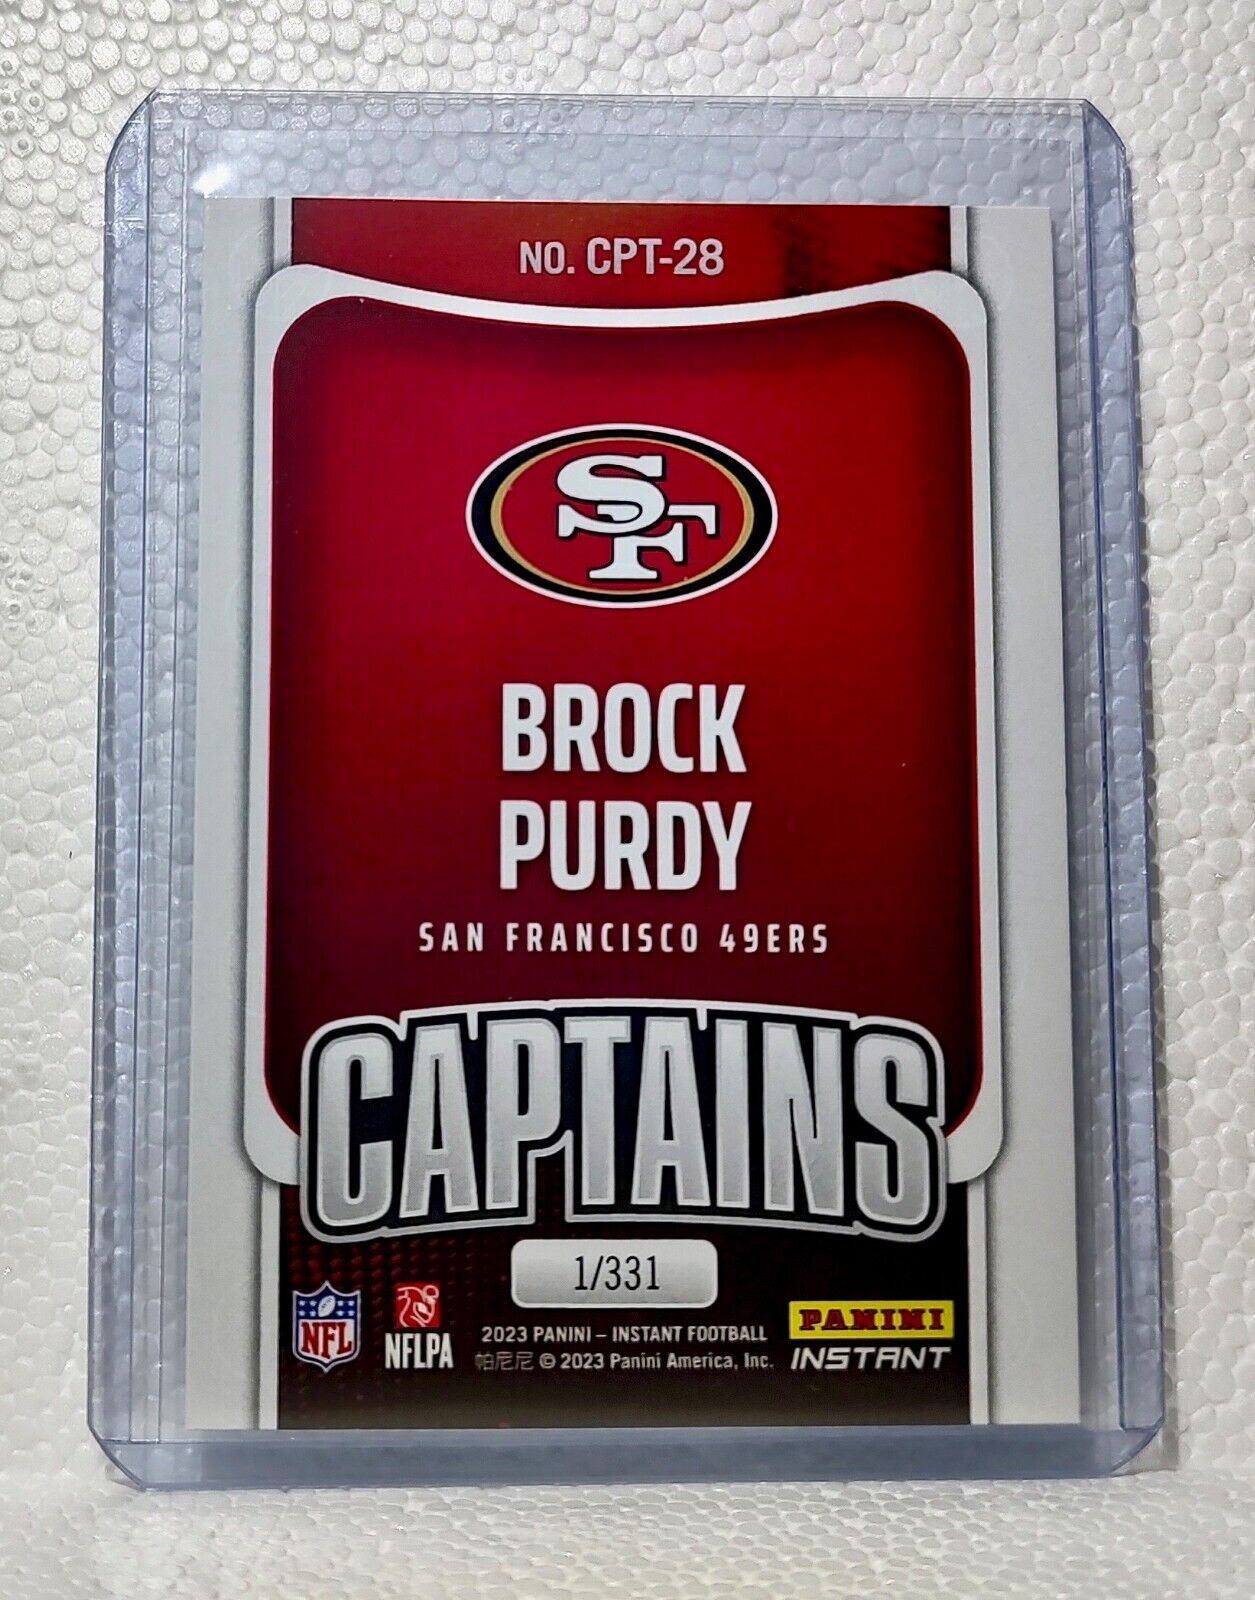 NO. CPT-28
SF
BROCK
PURDY
SAN FRANCISCO 49ERS
CAPTAINS
1/331
NFL
NFLPA
2023 PANINI – INSTANT FOOTBALL
帕尼尼 © 2023 Panini America, Inc.
PANINI
INSTANT